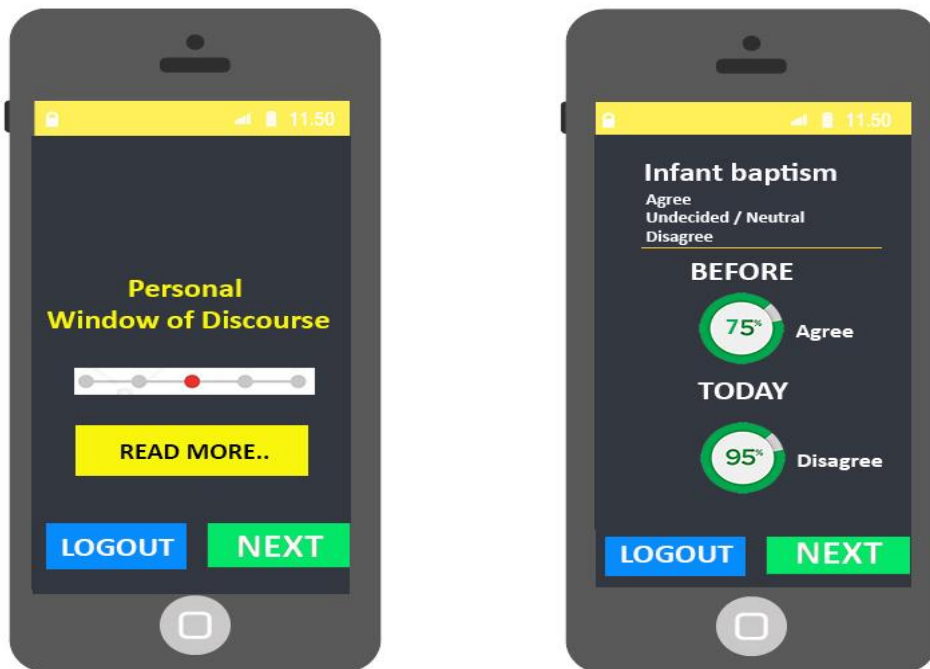 11.50
Personal
Window of Discourse
READ MORE..
LOGOUT
NEXT
11.50
Infant baptism
Agree
Undecided / Neutral
Disagree
BEFORE
75%
Agree
TODAY
95%
Disagree
LOGOUT
NEXT